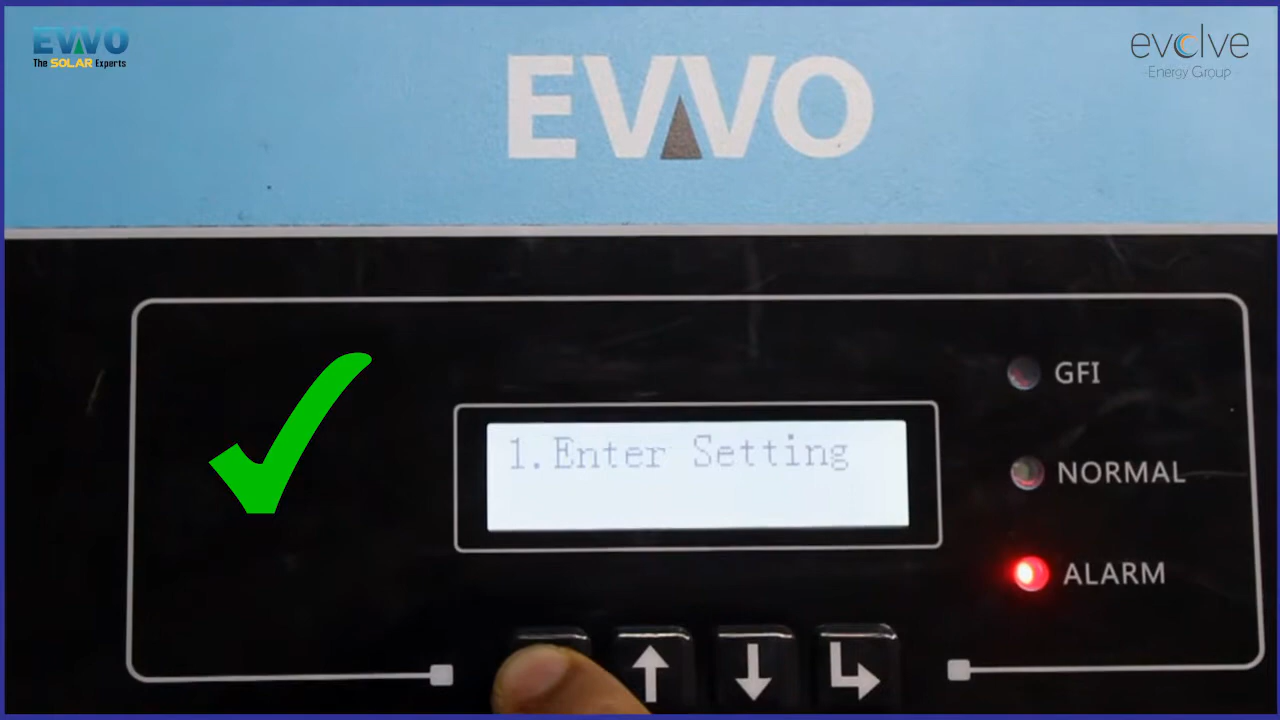 EVVO
The SOLAR Experts
evolve
Energy Group
EVVO
1.Enter Setting
GFI
NORMAL
ALARM